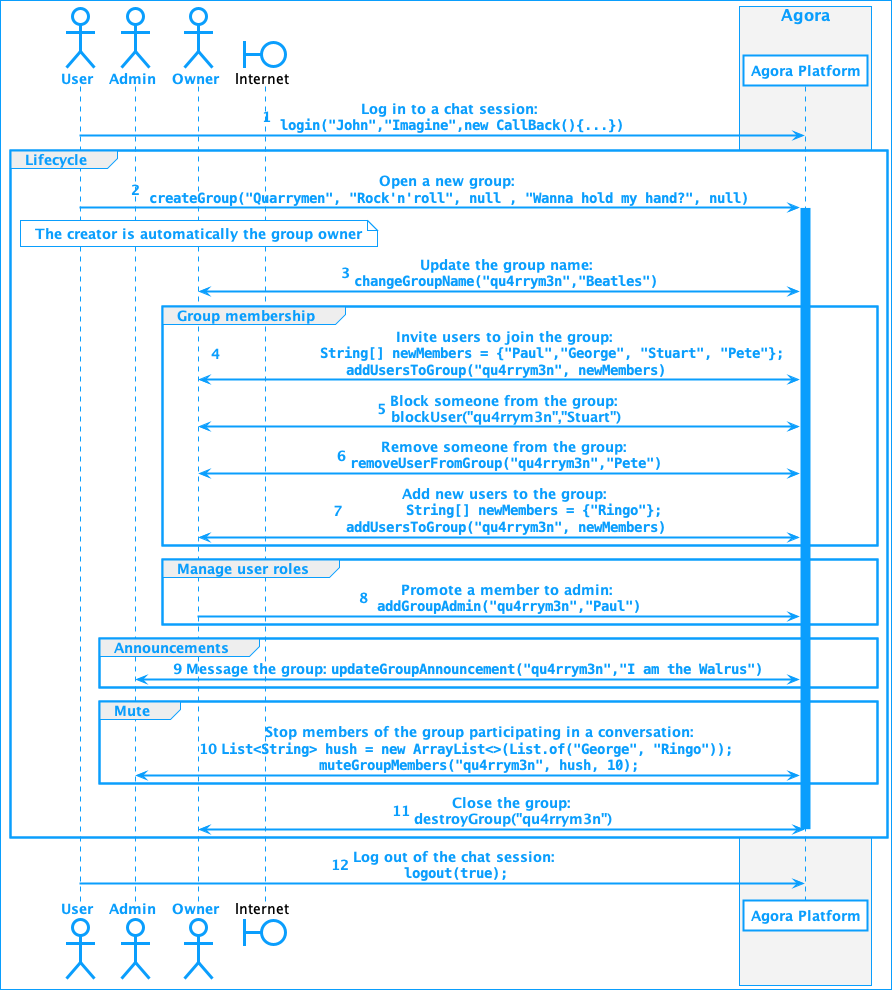 Agora
User
Admin
Owner
Internet
Agora Platform
1
Log in to a chat session:
login("John","Imagine",new CallBack(){...})
Lifecycle
2
Open a new group:
createGroup("Quarrymen", "Rock'n'roll", null , "Wanna hold my hand?", null)
The creator is automatically the group owner
3
Update the group name:
changeGroupName("qu4rrym3n","Beatles")
Group membership
4
Invite users to join the group:
String[] newMembers = {"Paul","George", "Stuart", "Pete"};
addUsersToGroup("qu4rrym3n", newMembers)
5
Block someone from the group:
blockUser("qu4rrym3n","Stuart")
6
Remove someone from the group:
removeUserFromGroup("qu4rrym3n","Pete")
7
Add new users to the group:
String[] newMembers = {"Ringo"};
addUsersToGroup("qu4rrym3n", newMembers)
Manage user roles
8
Promote a member to admin:
addGroupAdmin("qu4rrym3n","Paul")
Announcements
9 Message the group: updateGroupAnnouncement("qu4rrym3n","I am the Walrus")
Mute
Stop members of the group participating in a conversation:
10 List<String> hush = new ArrayList<>(List.of("George", "Ringo"));
muteGroupMembers("qu4rrym3n", hush, 10);
11
Close the group:
destroyGroup("qu4rrym3n")
12
Log out of the chat session:
logout(true);
User
Admin
Owner
Internet
Agora Platform